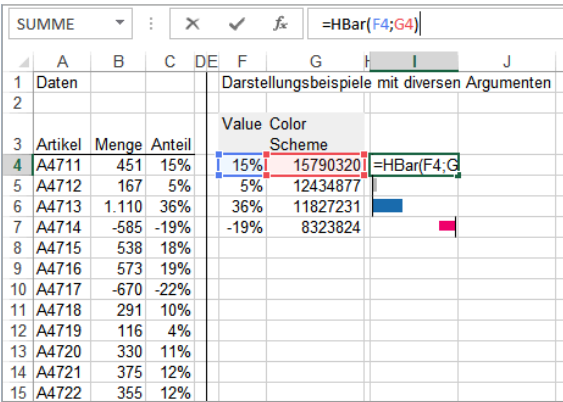 SUMME fx =HBar(F4;G4)
A B C D E F G H I J
1 Daten Darstellungsbeispiele mit diversen Argumenten
2
Value Color
3 Artikel Menge Anteil Scheme
4 A4711 451 15% 15% 15790320 =HBar(F4;G
5 A4712 167 5% 5% 12434877
6 A4713 1.110 36% 36% 11827231
7 A4714 -585 -19% -19% 8323824
8 A4715 538 18%
9 A4716 573 19%
10 A4717 -670 -22%
11 A4718 291 10%
12 A4719 116 4%
13 A4720 330 11%
14 A4721 375 12%
15 A4722 355 12%